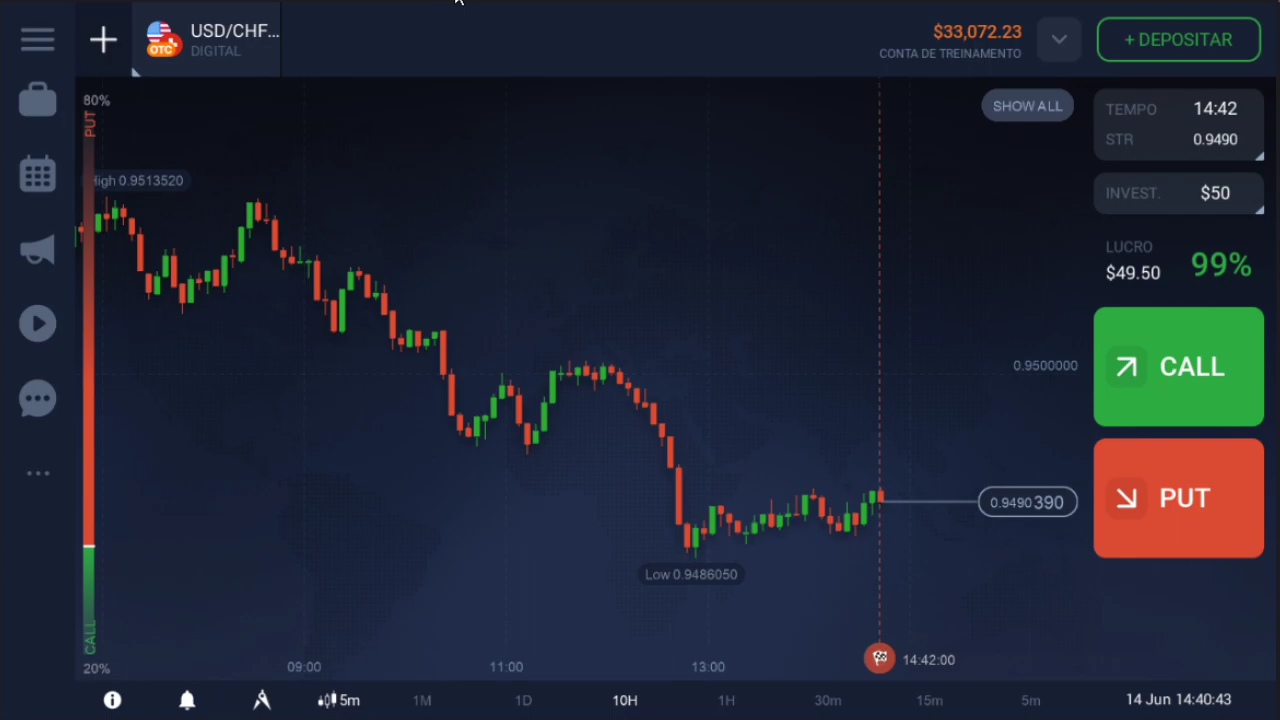 USD/CHF...
OTC
DIGITAL
$33,072.23
CONTA DE TREINAMENTO
+ DEPOSITAR
80%
PUT
SHOW ALL
TEMPO 14:42
STR 0.9490
High 0.9513520
INVEST. $50
LUCRO
$49.50
99%
CALL
0.9500000
PUT
0.9490390
Low 0.9486050
CALL
20%
09:00 11:00 13:00 14:42:00
5m 1M 1D 10H 1H 30m 15m 5m 14 Jun 14:40:43